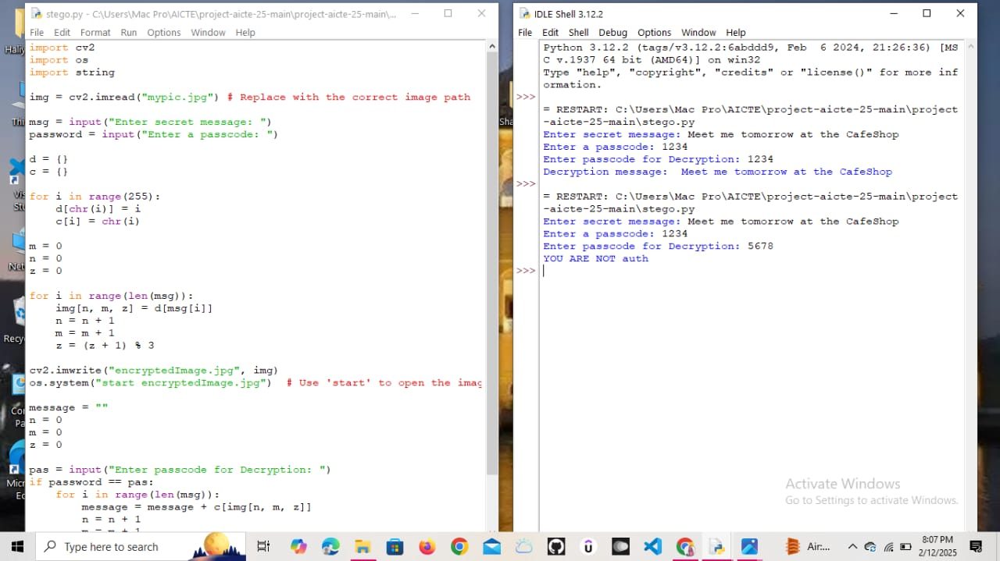 stego.py - C:\Users\Mac Pro\AICTE\project-aicte-25-main\project-aicte-25-main\...
File Edit Format Run Options Window Help
import cv2
import os
import string
img = cv2.imread("mypic.jpg") # Replace with the correct image path
msg = input("Enter secret message: ")
password = input("Enter a passcode: ")
d = {}
c = {}
for i in range(255):
    d[chr(i)] = i
    c[i] = chr(i)
m = 0
n = 0
z = 0
for i in range(len(msg)):
    img[n, m, z] = d[msg[i]]
    n = n + 1
    m = m + 1
    z = (z + 1) % 3
cv2.imwrite("encryptedImage.jpg", img)
os.system("start encryptedImage.jpg")  # Use 'start' to open the imag
message = ""
n = 0
m = 0
z = 0
pas = input("Enter passcode for Decryption: ")
if password == pas:
    for i in range(len(msg)):
        message = message + c[img[n, m, z]]
        n = n + 1
        m = m + 1
IDLE Shell 3.12.2
File Edit Shell Debug Options Window Help
Python 3.12.2 (tags/v3.12.2:6abddd9, Feb  6 2024, 21:26:36) [MS
C v.1937 64 bit (AMD64)] on win32
Type "help", "copyright", "credits" or "license()" for more inf
ormation.
>>>
= RESTART: C:\Users\Mac Pro\AICTE\project-aicte-25-main\project
-aicte-25-main\stego.py
Enter secret message: Meet me tomorrow at the CafeShop
Enter a passcode: 1234
Enter passcode for Decryption: 1234
Decryption message:  Meet me tomorrow at the CafeShop
>>>
= RESTART: C:\Users\Mac Pro\AICTE\project-aicte-25-main\project
-aicte-25-main\stego.py
Enter secret message: Meet me tomorrow at the CafeShop
Enter a passcode: 1234
Enter passcode for Decryption: 5678
YOU ARE NOT auth
>>>
Activate Windows
Go to Settings to activate Windows.
Type here to search
Air:...
8:07 PM
2/12/2025